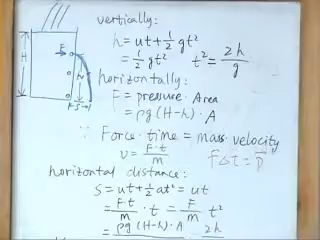 vertically:
h = ut + 1/2 gt²
= 1/2 gt² t² = 2h/g
horizontally:
F = pressure · Area
= ρg (H-h) · A
∵ Force · time = mass · velocity
v = F·t/m F∆t = P
horizontal distance:
S = ut + 1/2 at² = ut
= Ft/m · t = F/m t²
= ρg (H-h) · A 2h
H
F
h
S